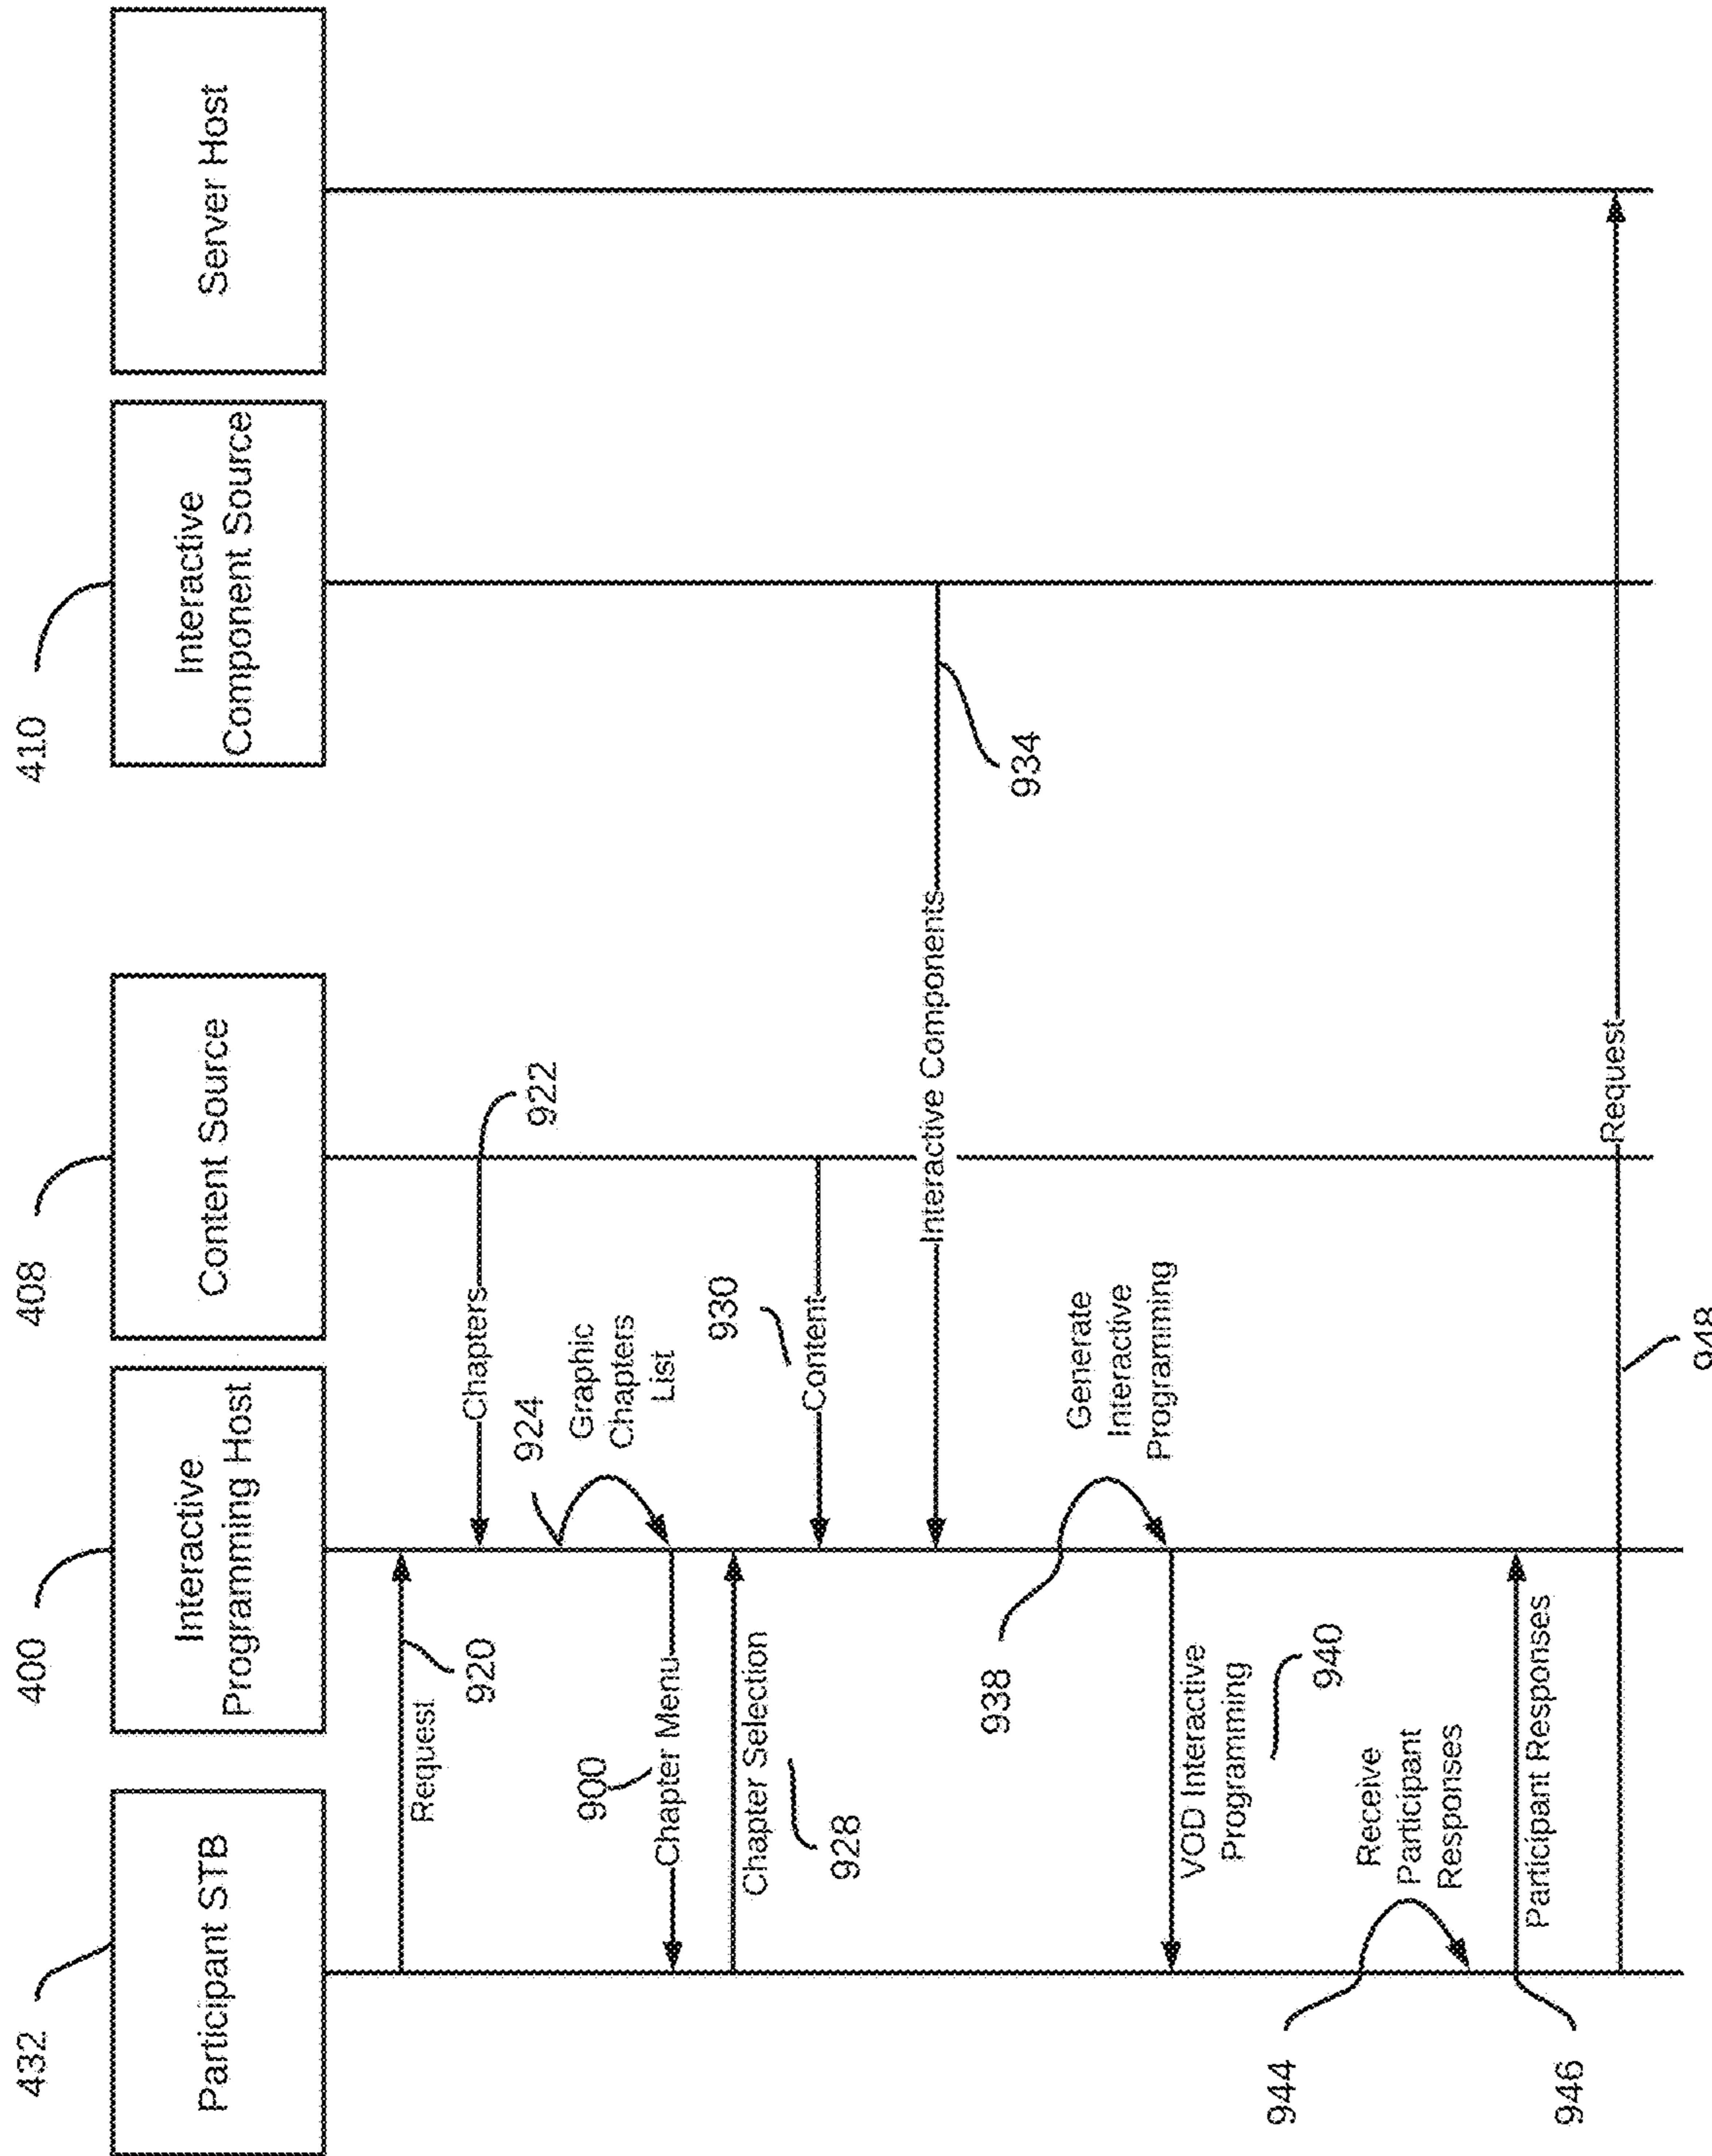 432
400
408
410
Participant STB
Interactive
Programming Host
Content Source
Interactive
Component Source
Server Host
Request
920
Chapters
922
924
Graphic
Chapters
List
900
Chapter Menu
Chapter Selection
928
930
Content
Interactive Components
934
938
Generate
Interactive
Programming
VOD Interactive
Programming
940
944
Receive
Participant
Responses
Participant Responses
946
Request
948